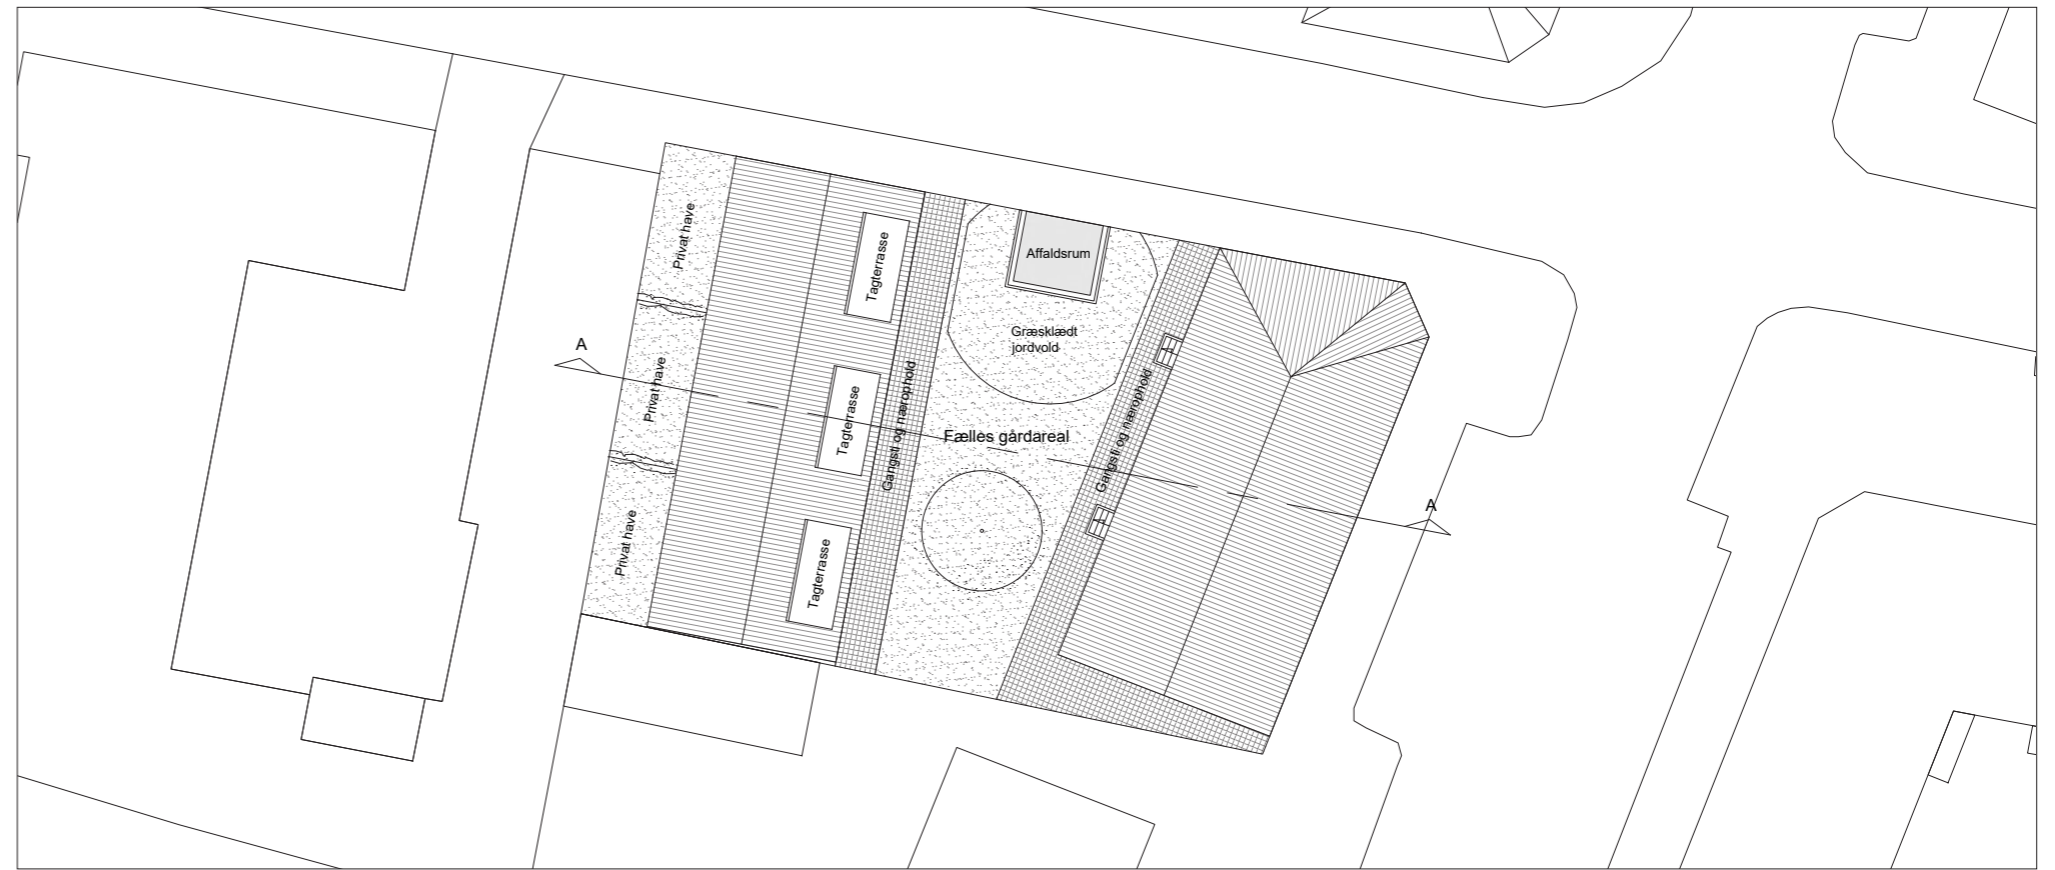 Privat have
Privat have
Privat have
Tagterrasse
Tagterrasse
Tagterrasse
Gangsti og nærophold
Affaldsrum
Græsklædt
jordvold
Fælles gårdareal
Gangsti og nærophold
A
A